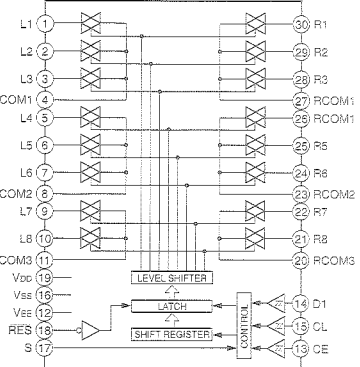 L1 1 30 R1
L2 2 29 R2
L3 3 28 R3
LCOM1 4 27 RCOM1
L4 5 26 RCOM1
L5 6 25 R5
L6 7 24 R6
COM2 8 23 RCOM2
L7 9 22 R7
L8 10 21 R8
COM3 11 20 RCOM3
VDD 19 LEVEL SHIFTER
VSS 16
VEE 12 LATCH CONTROL 14 D1
RES 18 SHIFT REGISTER 15 CL
S 17 13 CE